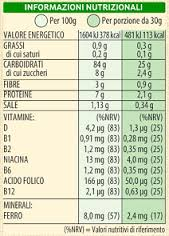 INFORMAZIONI NUTRIZIONALI
Per 100g Per porzione da 30g
VALORE ENERGETICO 1604 kJ 378 kcal 481 kJ 113 kcal
GRASSI 0,9 g 0,3 g
di cui saturi 0,2 g 0,1 g
CARBOIDRATI 84 g 25 g
di cui zuccheri 8 g 2,4 g
FIBRE 3 g 0,9 g
PROTEINE 7 g 2,1 g
SALE 1,13 g 0,34 g
VITAMINE: (%NRV) (%NRV)
D 4,2 µg (83) 1,3 µg (25)
B1 0,91 mg (83) 0,28 mg (25)
B2 1,2 mg (83) 0,35 mg (25)
NIACINA 13 mg (83) 4,0 mg (25)
B6 1,2 mg (83) 0,35 mg (25)
ACIDO FOLICO 166 µg (83) 50,0 µg (25)
B12 2,1 µg (83) 0,63 µg (25)
MINERALI:
FERRO 8,0 mg (57) 2,4 mg (17)
(%NRV) = Valori nutritivi di riferimento